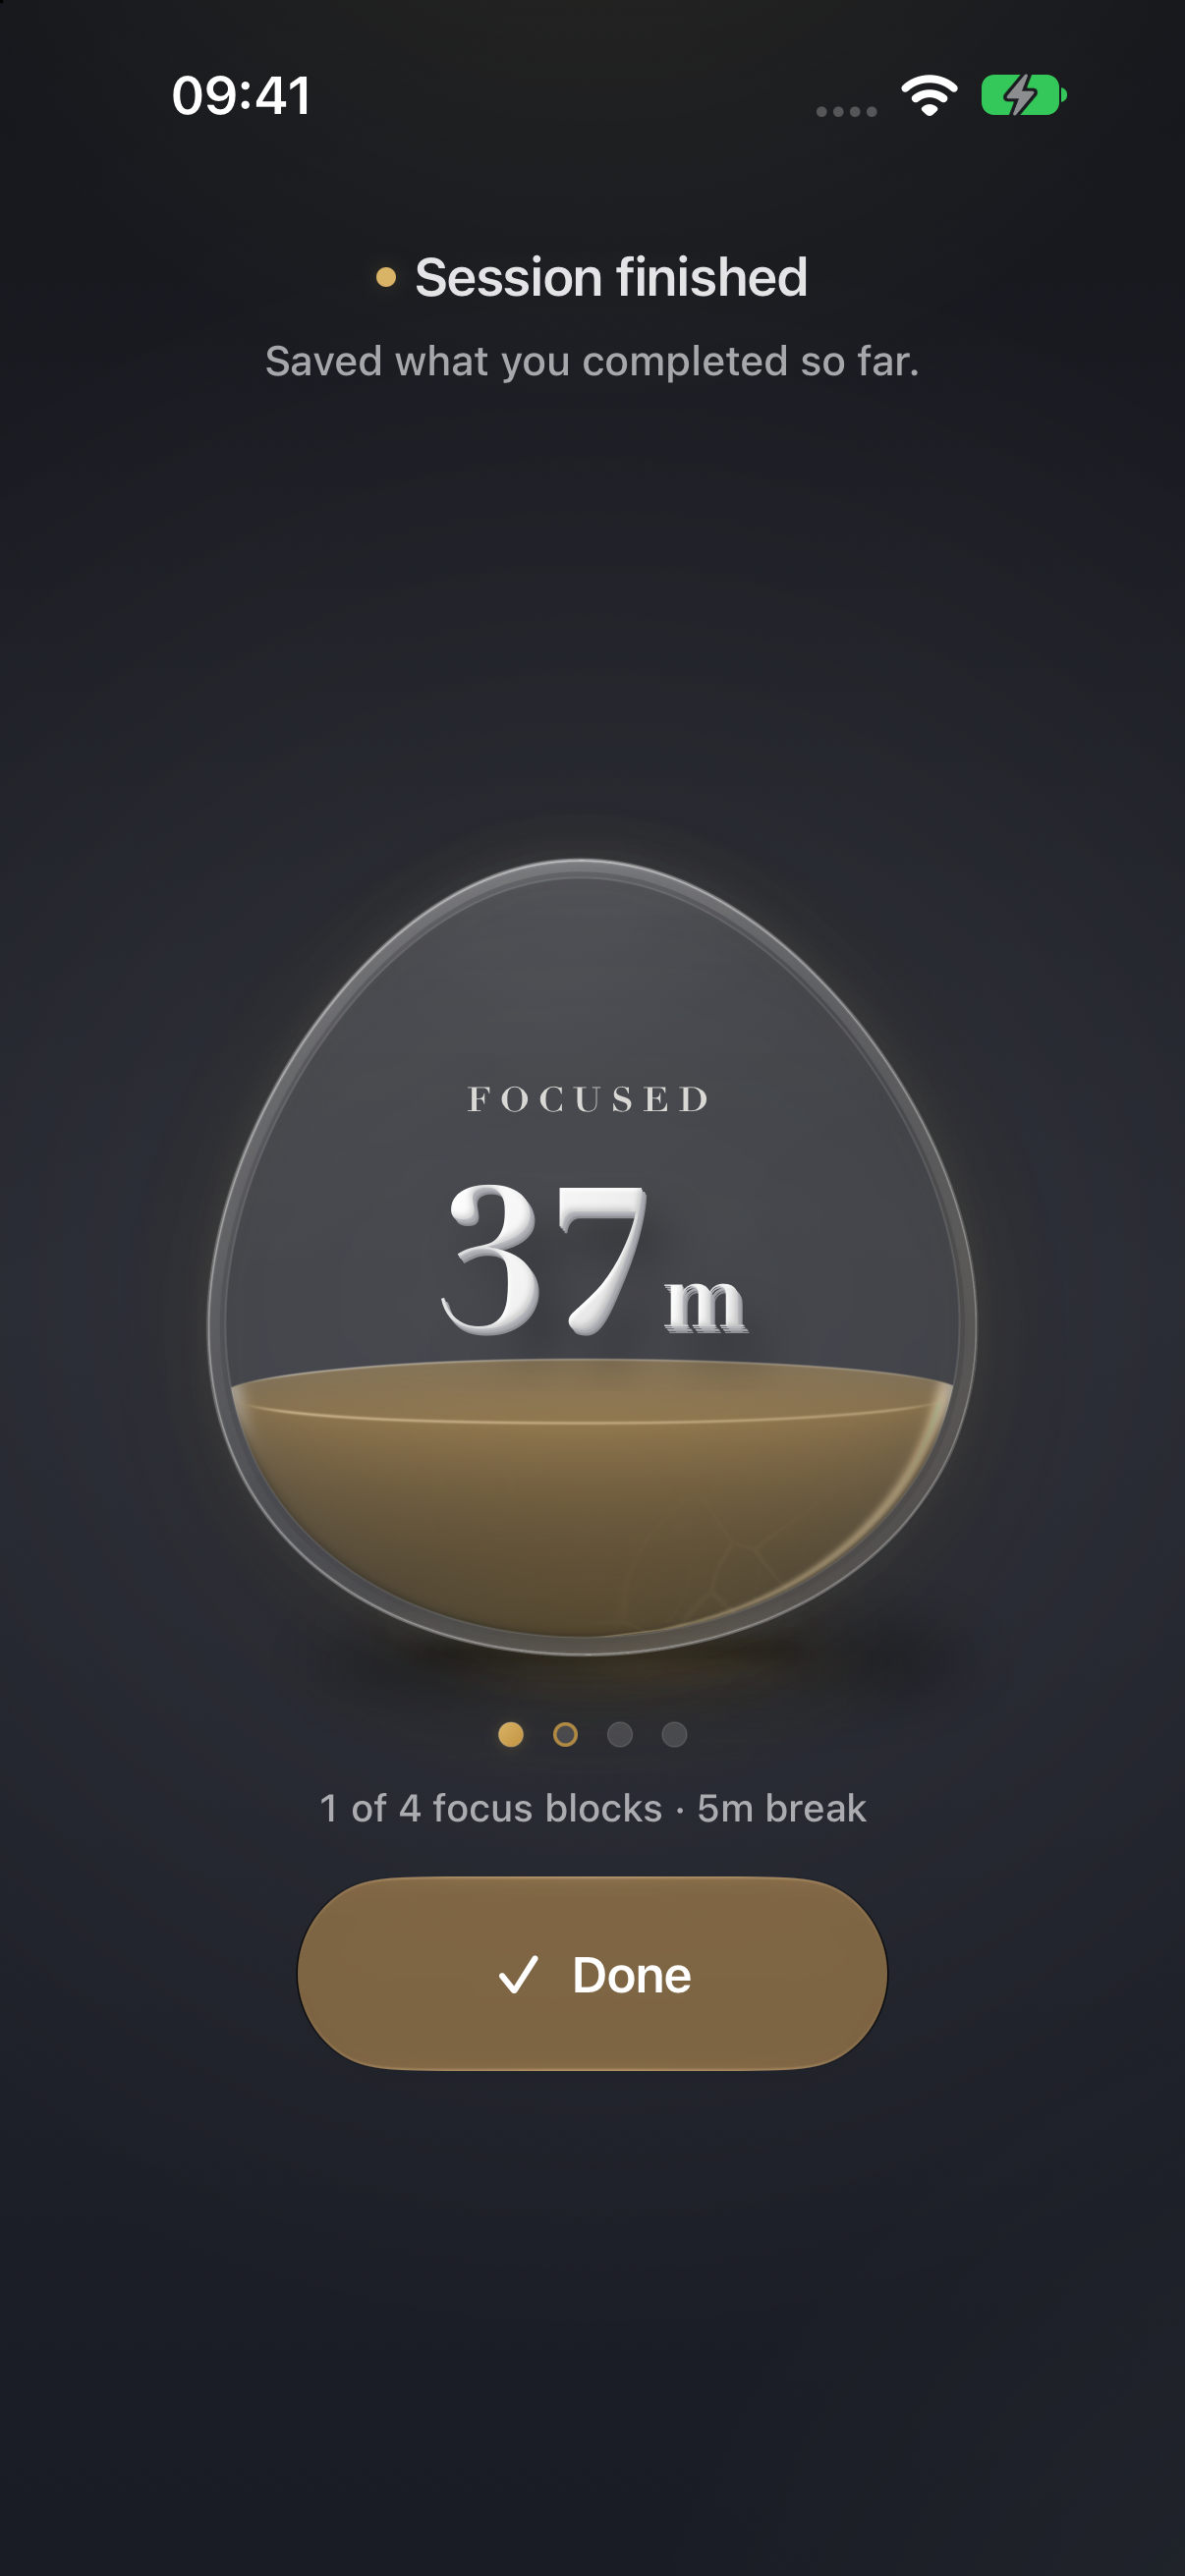 09:41
Session finished
Saved what you completed so far.
FOCUSED
37m
1 of 4 focus blocks · 5m break
Done